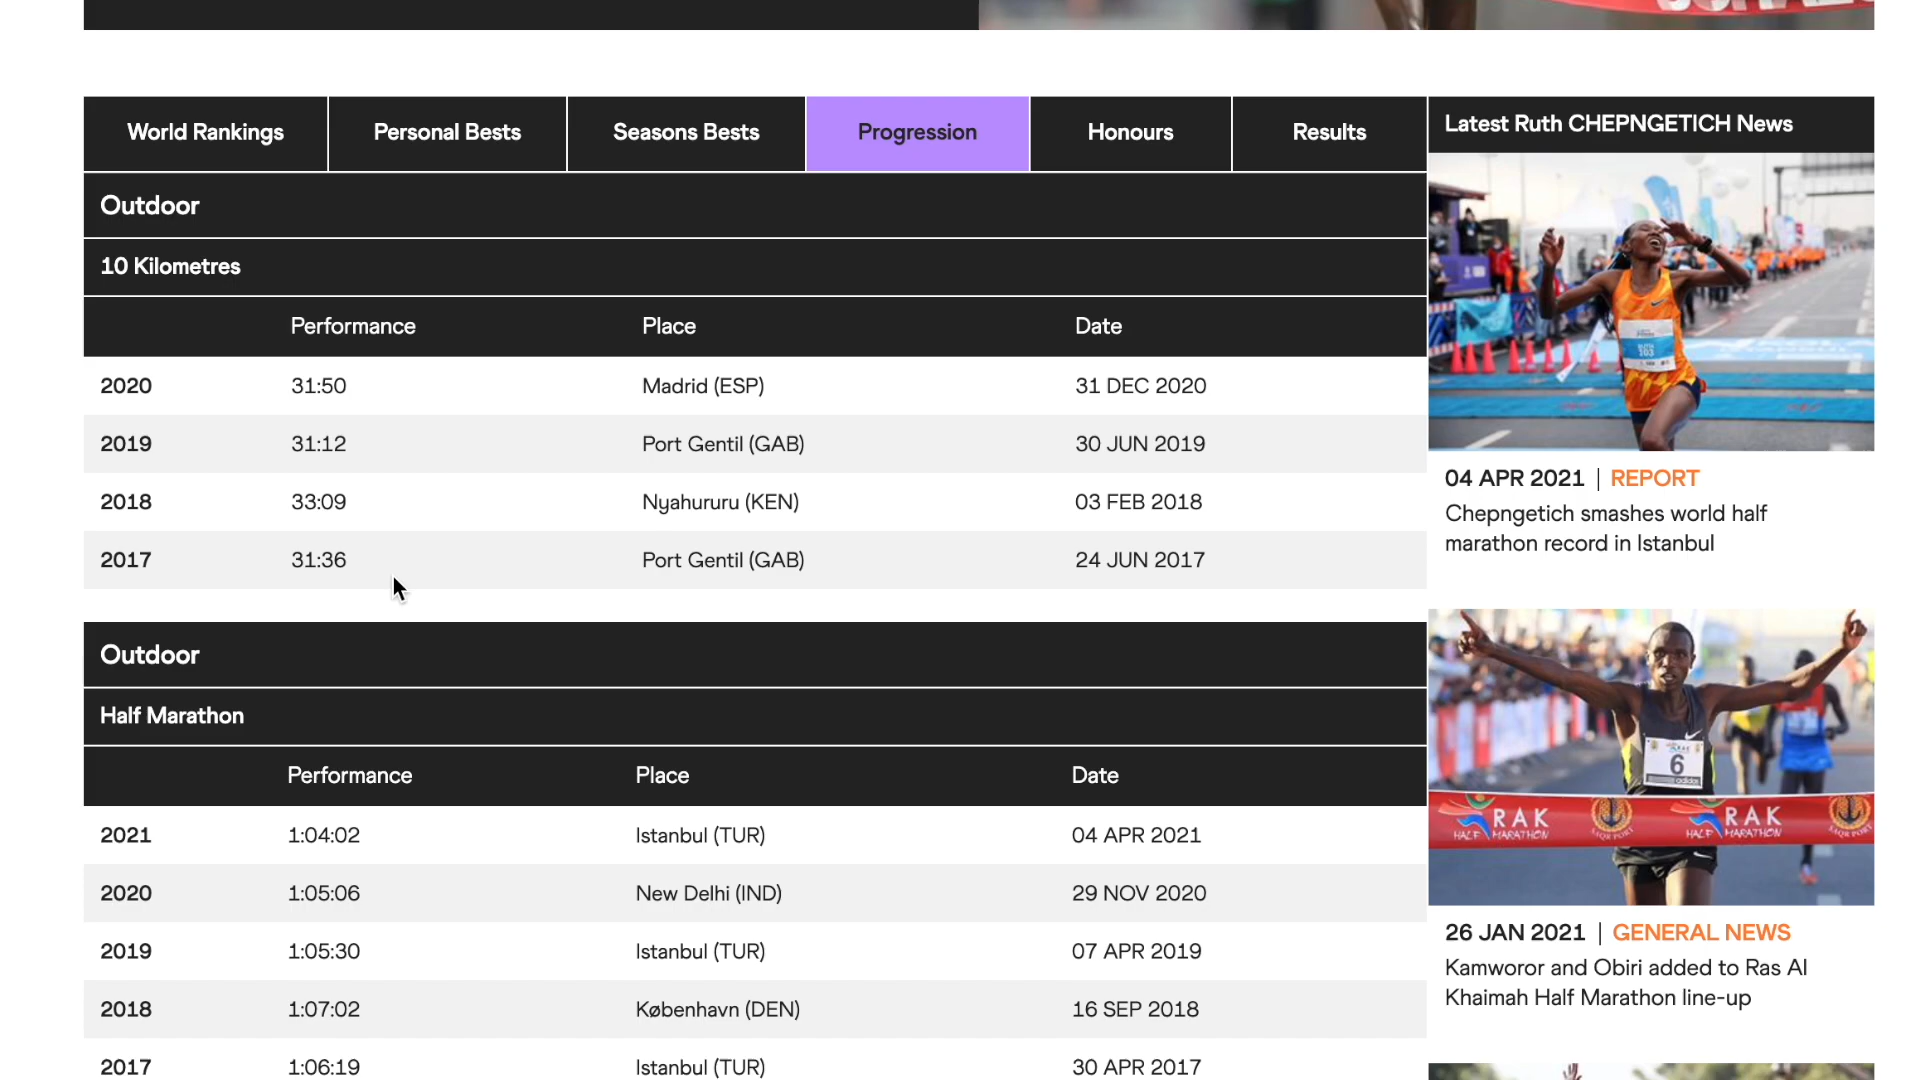 World Rankings Personal Bests Seasons Bests Progression Honours Results
Outdoor
10 Kilometres
Performance Place Date
2020 31:50 Madrid (ESP) 31 DEC 2020
2019 31:12 Port Gentil (GAB) 30 JUN 2019
2018 33:09 Nyahururu (KEN) 03 FEB 2018
2017 31:36 Port Gentil (GAB) 24 JUN 2017
Outdoor
Half Marathon
Performance Place Date
2021 1:04:02 Istanbul (TUR) 04 APR 2021
2020 1:05:06 New Delhi (IND) 29 NOV 2020
2019 1:05:30 Istanbul (TUR) 07 APR 2019
2018 1:07:02 København (DEN) 16 SEP 2018
2017 1:06:19 Istanbul (TUR) 30 APR 2017
Latest Ruth CHEPNGETICH News
04 APR 2021 | REPORT
Chepngetich smashes world half
marathon record in Istanbul
6
RAK RAK
HALF MARATHON HALF MARATHON
26 JAN 2021 | GENERAL NEWS
Kamworor and Obiri added to Ras Al
Khaimah Half Marathon line-up